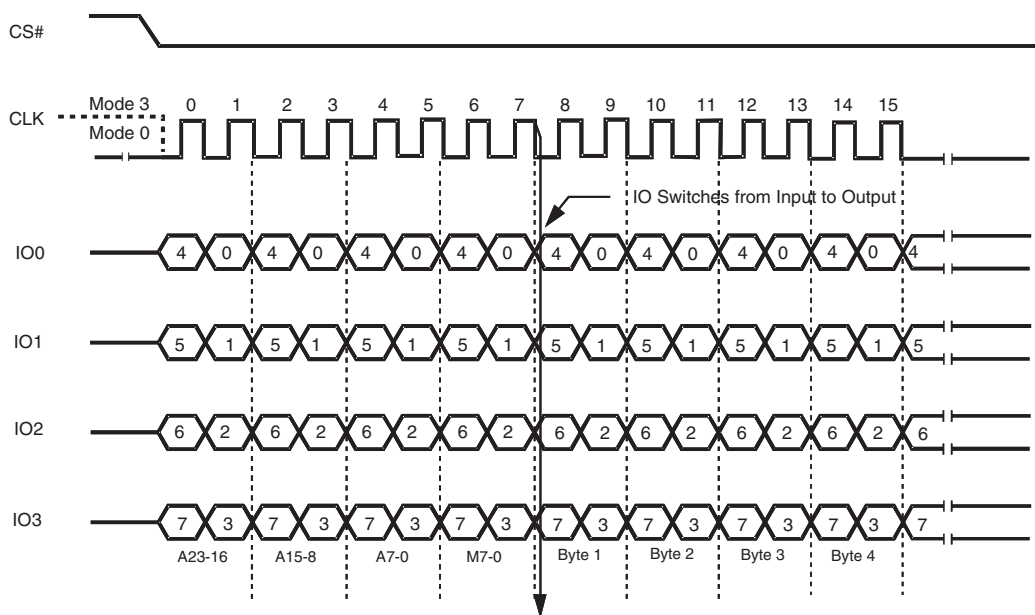 CS#
Mode 3
CLK
Mode 0
0 1 2 3 4 5 6 7 8 9 10 11 12 13 14 15
IO Switches from Input to Output
IO0 4 0 4 0 4 0 4 0 4 0 4 0 4 0 4 0 4
IO1 5 1 5 1 5 1 5 1 5 1 5 1 5 1 5 1 5
IO2 6 2 6 2 6 2 6 2 6 2 6 2 6 2 6 2 6
IO3 7 3 7 3 7 3 7 3 7 3 7 3 7 3 7 3 7
A23-16 A15-8 A7-0 M7-0 Byte 1 Byte 2 Byte 3 Byte 4